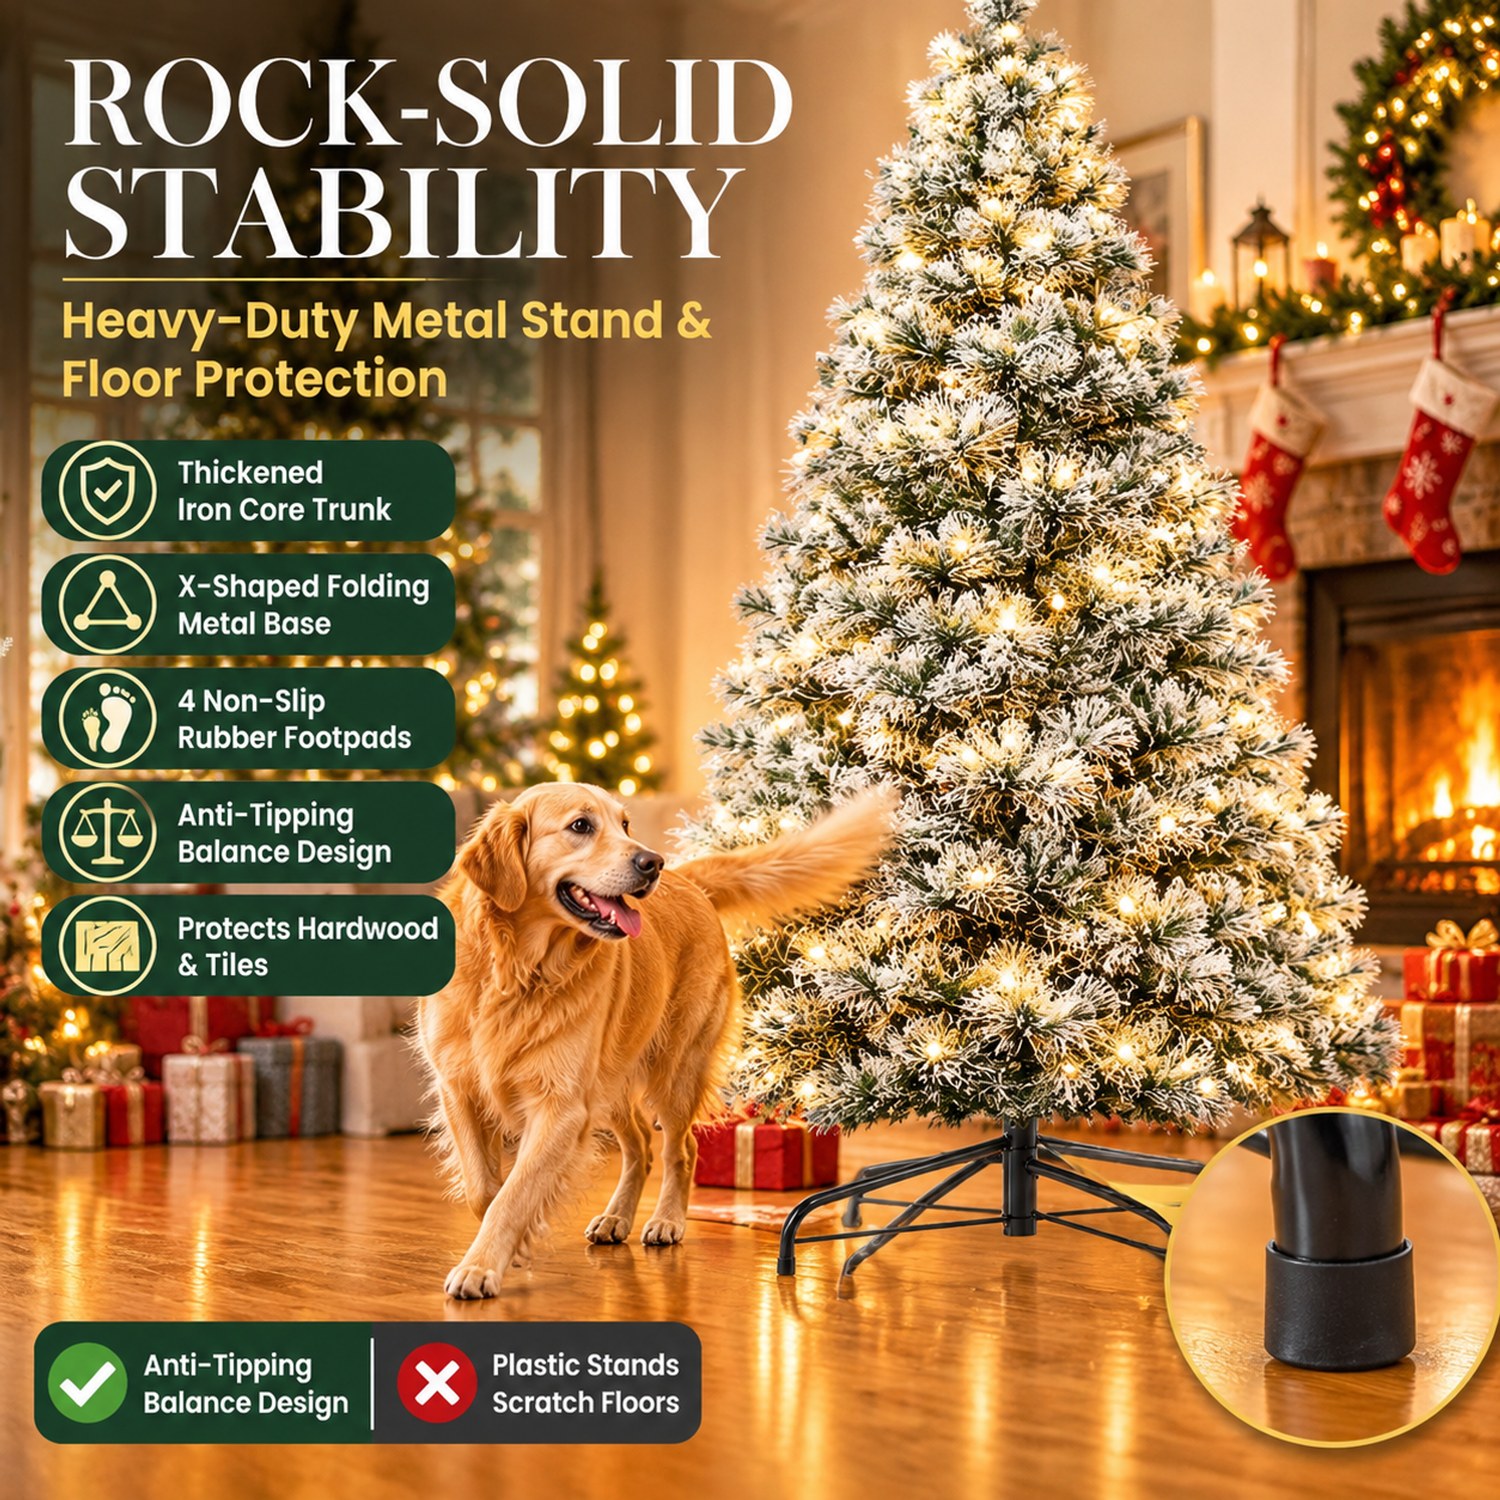 ROCK-SOLID
STABILITY
Heavy-Duty Metal Stand &
Floor Protection
Thickened
Iron Core Trunk
X-Shaped Folding
Metal Base
4 Non-Slip
Rubber Footpads
Anti-Tipping
Balance Design
Protects Hardwood
& Tiles
Anti-Tipping
Balance Design
Plastic Stands
Scratch Floors